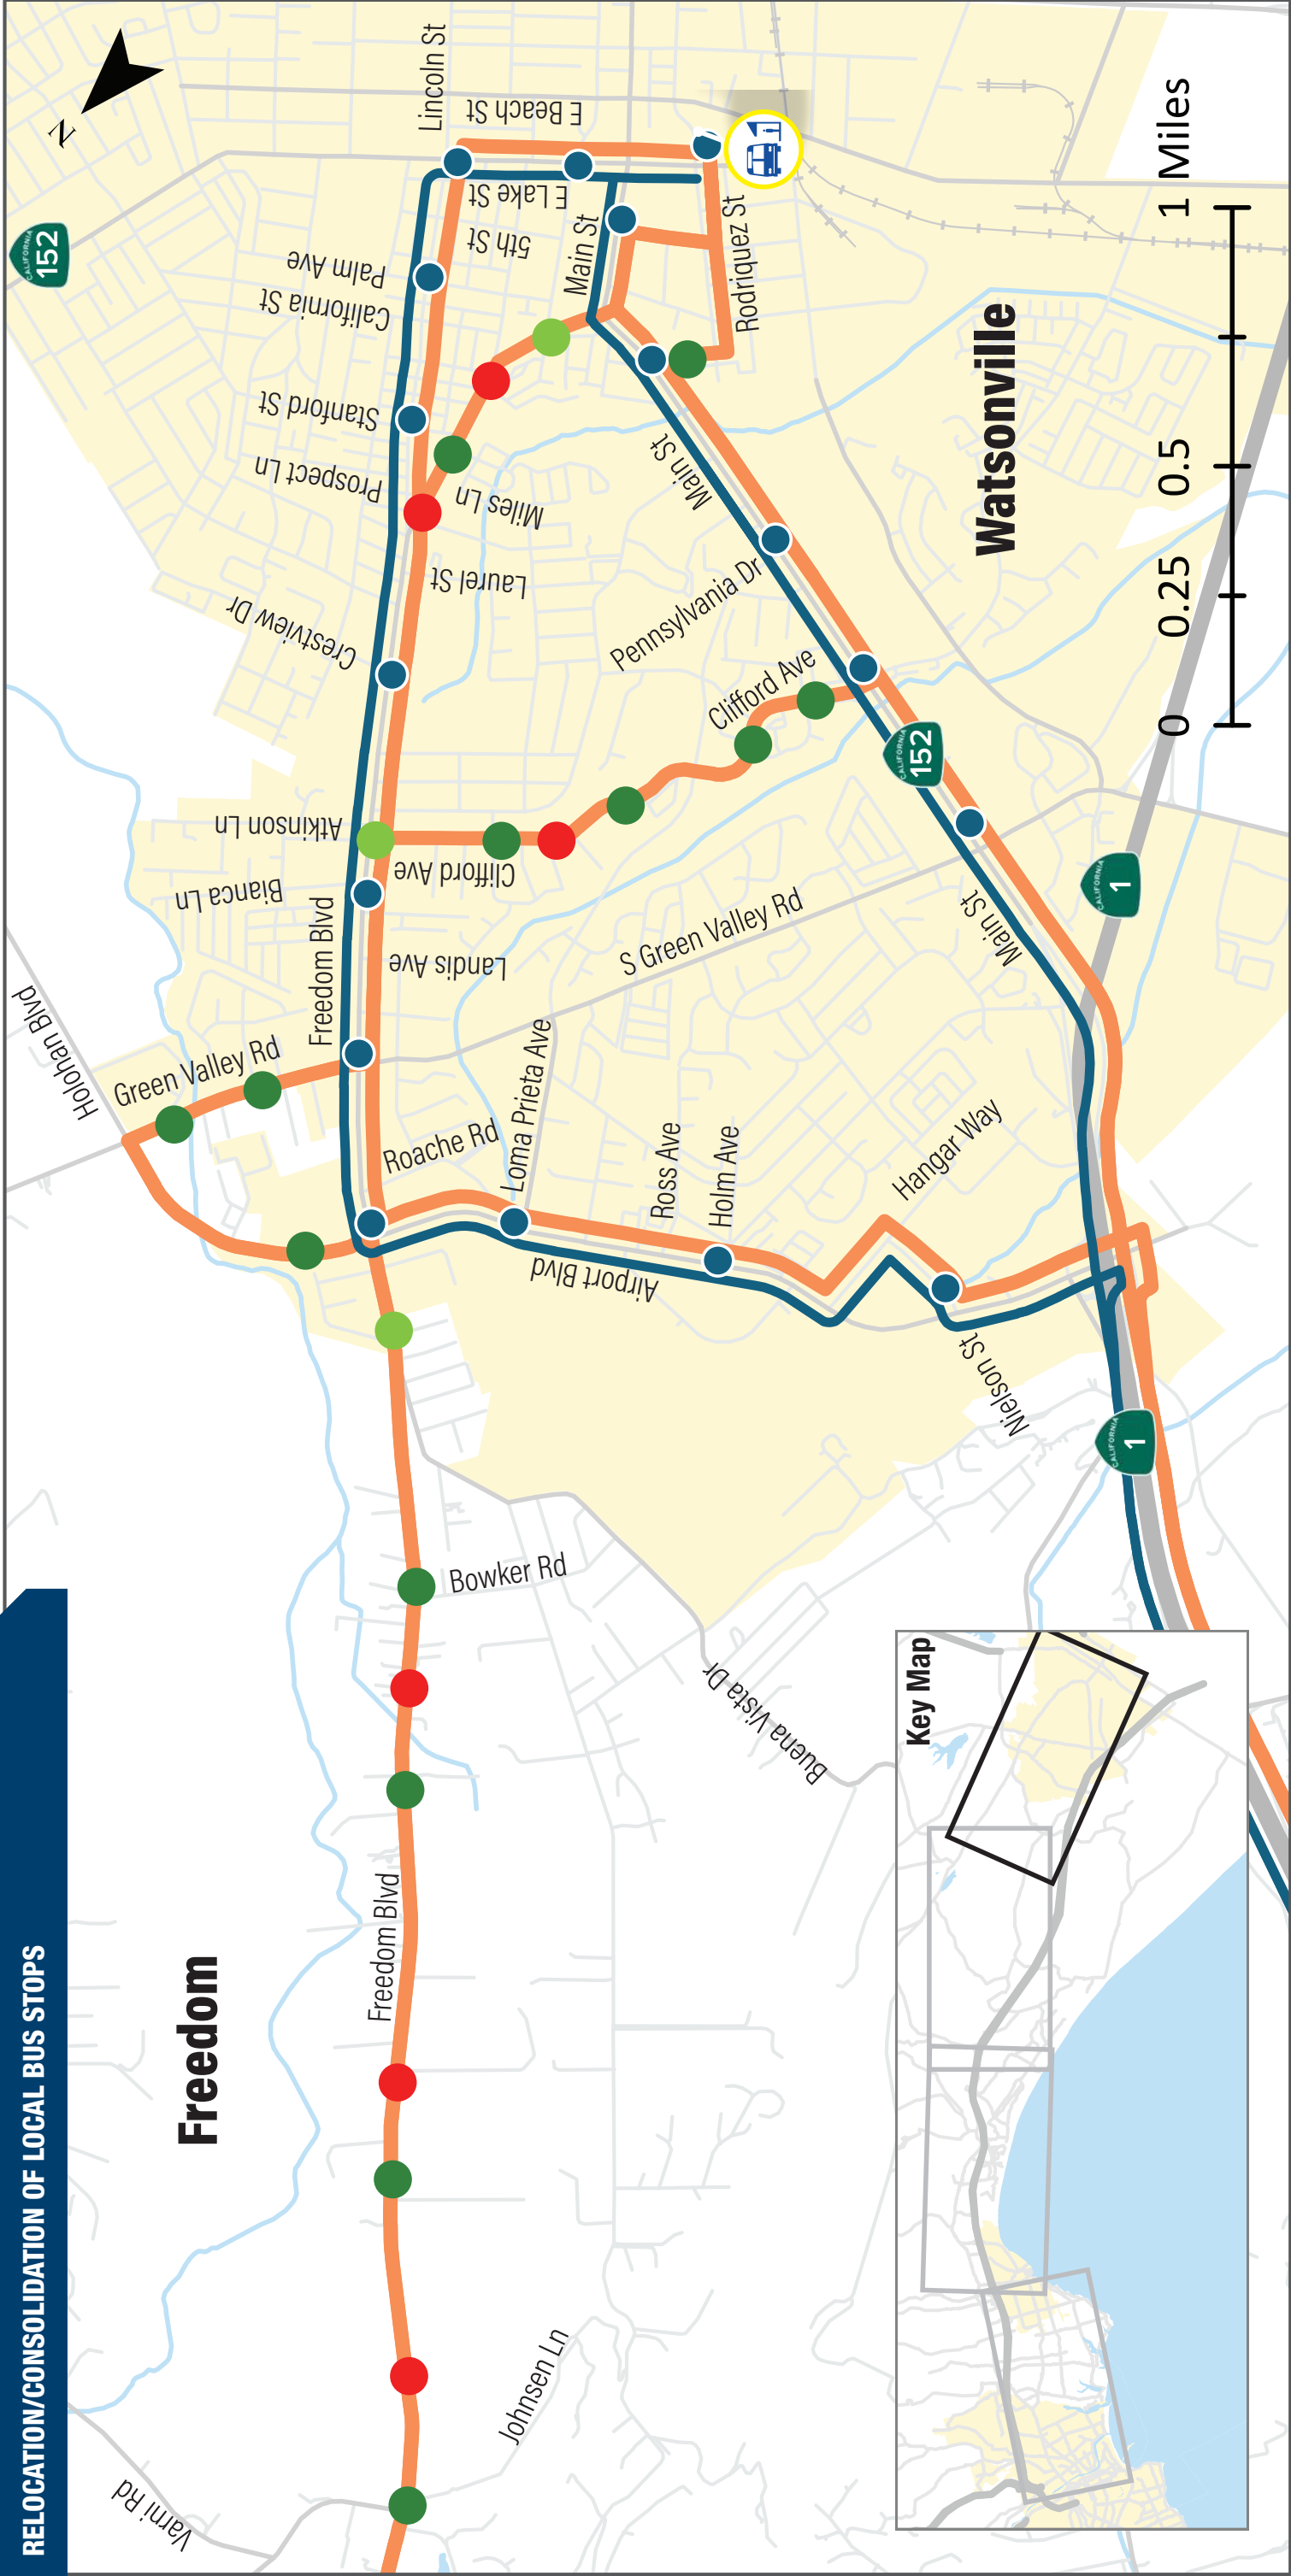 RELOCATION/CONSOLIDATION OF LOCAL BUS STOPS
Freedom
Varni Rd
Johnsen Ln
Freedom Blvd
Buena Vista Dr
Bowker Rd
Holohan Blvd
Green Valley Rd
Freedom Blvd
Roache Rd
Loma Prieta Ave
Airport Blvd
Ross Ave
Holm Ave
Hangar Way
Nielson St
Landis Ave
Bianca Ln
Atkinson Ln
Clifford Ave
S Green Valley Rd
Main St
Clifford Ave
Pennsylvania Dr
Crestview Dr
Laurel St
Miles Ln
Prospect Ln
Stanford St
California St
Palm Ave
Main St
Main St
5th St
E Lake St
E Beach St
Lincoln St
Rodriquez St
Watsonville
CALIFORNIA
152
CALIFORNIA
152
CALIFORNIA
1
CALIFORNIA
1
N
0 0.25 0.5 1 Miles
Key Map